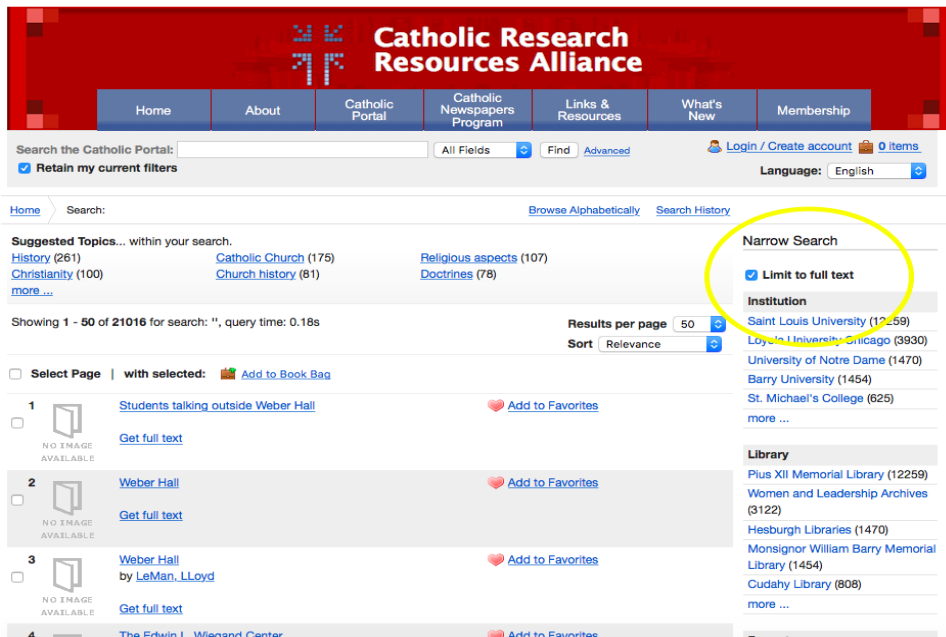 Catholic Research
Resources Alliance
Home
About
Catholic
Portal
Catholic
Newspapers
Program
Links &
Resources
What's
New
Membership
Search the Catholic Portal:
All Fields
Find
Advanced
Login / Create account
0 items
Retain my current filters
Language:
English
Home
Search:
Browse Alphabetically
Search History
Suggested Topics... within your search.
History (261)
Catholic Church (175)
Religious aspects (107)
Christianity (100)
Church history (81)
Doctrines (78)
more ...
Showing 1 - 50 of 21016 for search: '', query time: 0.18s
Results per page
50
Sort
Relevance
Select Page | with selected:
Add to Book Bag
1
NO IMAGE
AVAILABLE
Students talking outside Weber Hall
Get full text
Add to Favorites
2
NO IMAGE
AVAILABLE
Weber Hall
Get full text
Add to Favorites
3
NO IMAGE
AVAILABLE
Weber Hall
by LeMan, LLoyd
Get full text
Add to Favorites
4
The Edwin L. Wiegand Center
Add to Favorites
Narrow Search
Limit to full text
Institution
Saint Louis University (12259)
Loyola University Chicago (3930)
University of Notre Dame (1470)
Barry University (1454)
St. Michael's College (625)
more ...
Library
Pius XII Memorial Library (12259)
Women and Leadership Archives
(3122)
Hesburgh Libraries (1470)
Monsignor William Barry Memorial
Library (1454)
Cudahy Library (808)
more ...